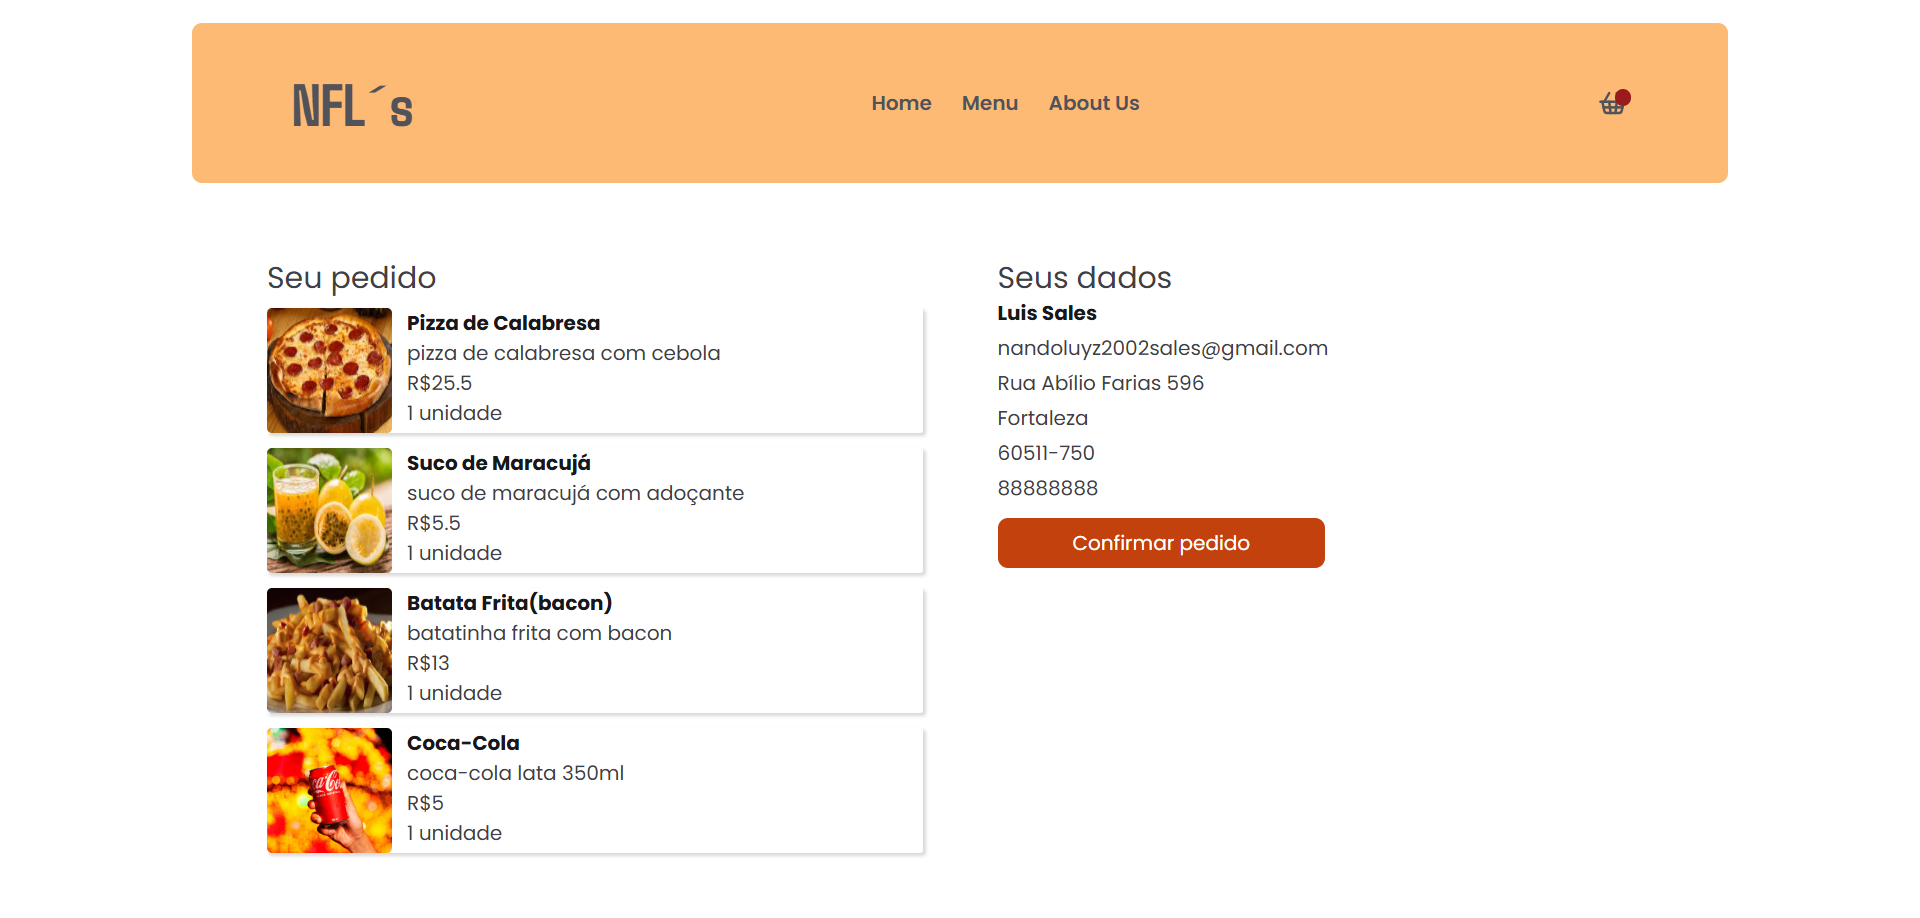 NFL´s
Home Menu About Us
Seu pedido
Pizza de Calabresa
pizza de calabresa com cebola
R$25.5
1 unidade
Suco de Maracujá
suco de maracujá com adoçante
R$5.5
1 unidade
Batata Frita(bacon)
batatinha frita com bacon
R$13
1 unidade
Coca-Cola
coca-cola lata 350ml
R$5
1 unidade
Seus dados
Luis Sales
nandoluyz2002sales@gmail.com
Rua Abílio Farias 596
Fortaleza
60511-750
88888888
Confirmar pedido